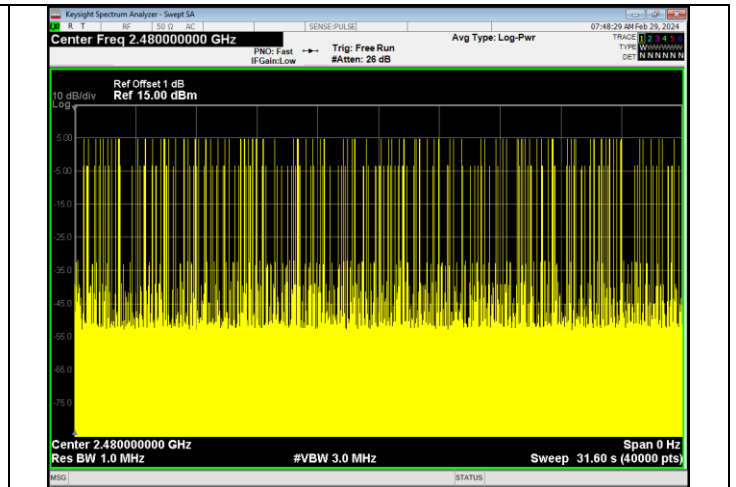 Keysight Spectrum Analyzer - Swept SA
R T RF 50 Ω AC SENSE:PULSE 07:48:29 AM Feb 29, 2024
Center Freq 2.480000000 GHz
Avg Type: Log-Pwr
TRACE 1 2 3 4 5 6
PNO: Fast Trig: Free Run
TYPE WWWWWW
IFGain:Low #Atten: 26 dB
DET N N N N N N
Ref Offset 1 dB
10 dB/div Ref 15.00 dBm
Log
5.00
-5.00
-15.0
-25.0
-35.0
-45.0
-55.0
-65.0
-75.0
Center 2.480000000 GHz Span 0 Hz
Res BW 1.0 MHz #VBW 3.0 MHz Sweep 31.60 s (40000 pts)
MSG STATUS